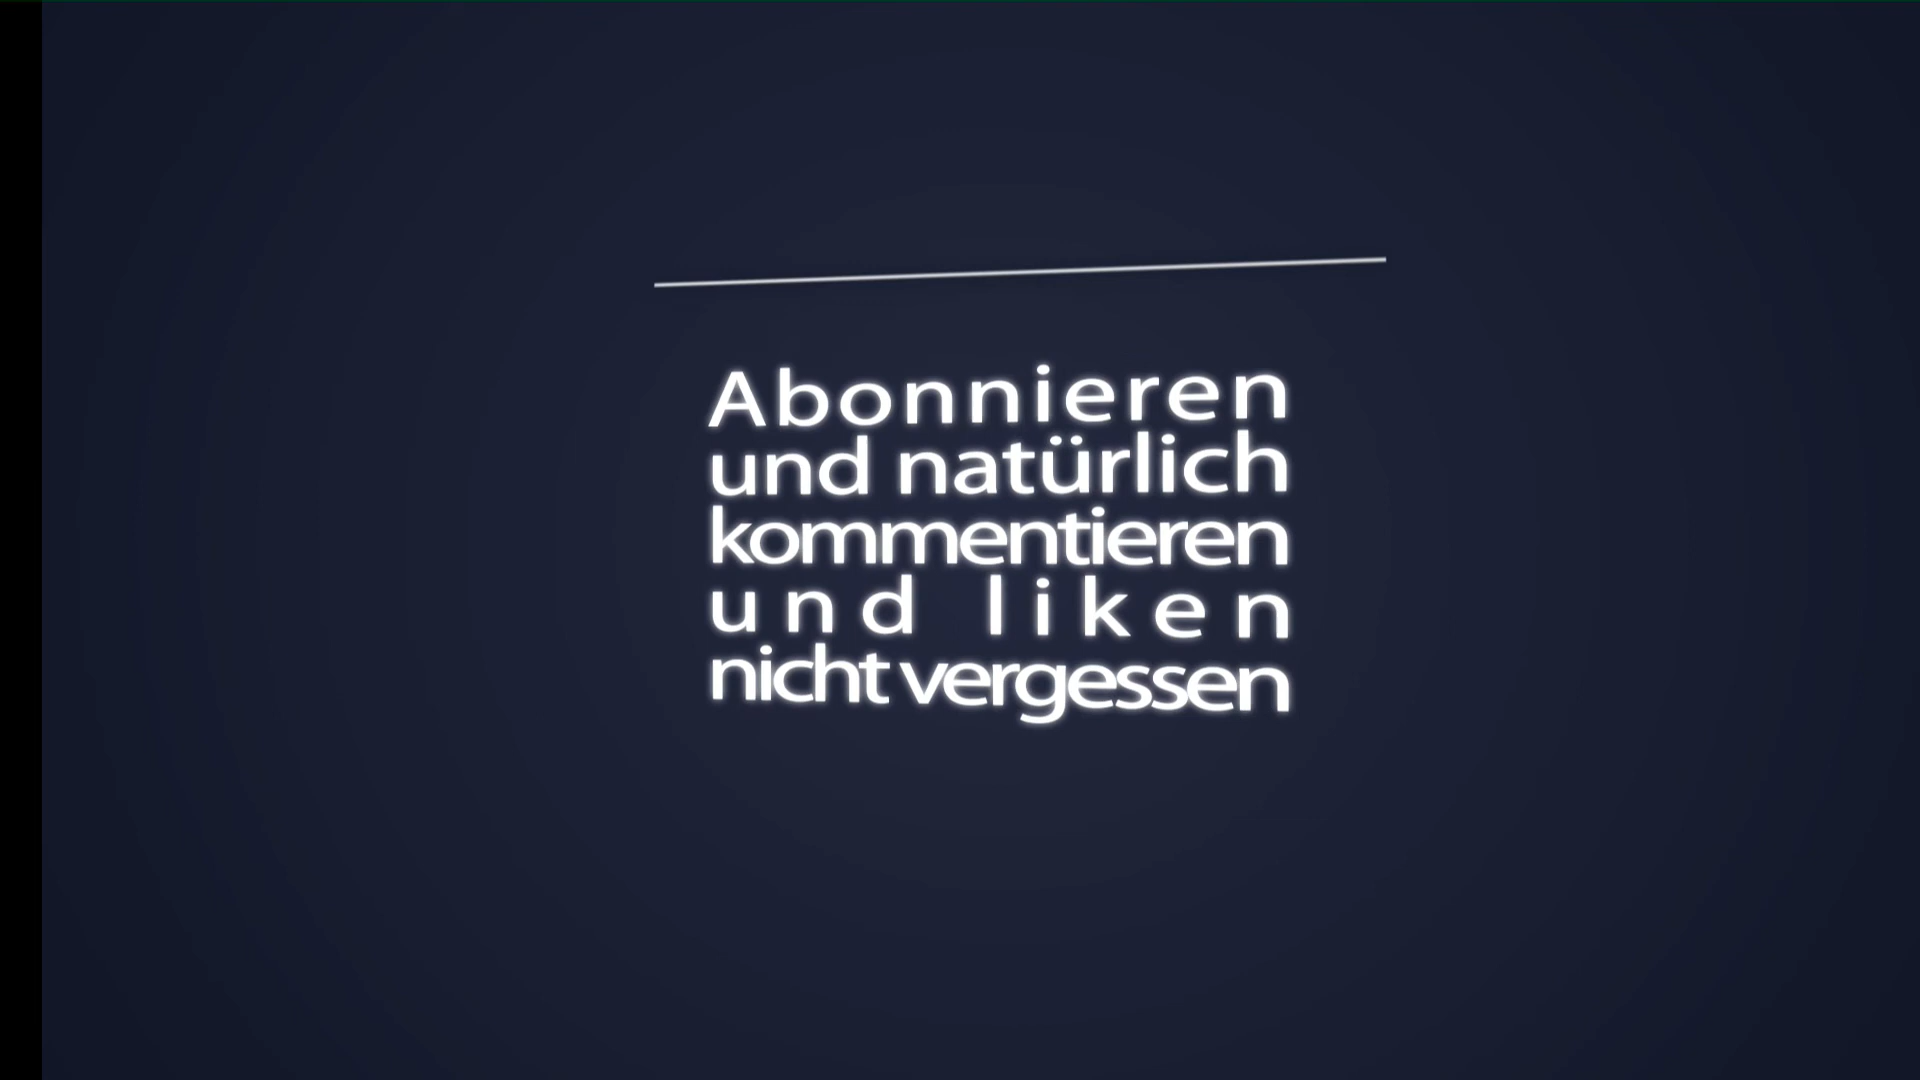 Abonnieren
und natürlich
kommentieren
und liken
nicht vergessen